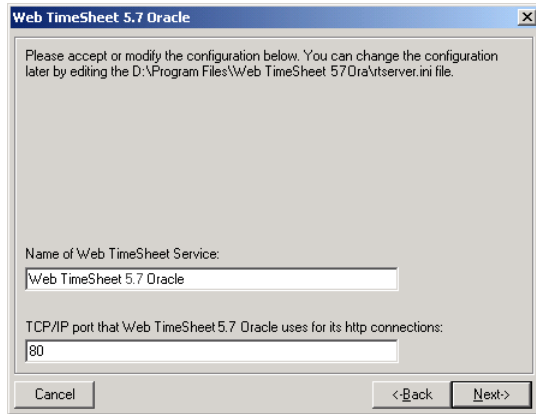 Web TimeSheet 5.7 Oracle
Please accept or modify the configuration below. You can change the configuration
later by editing the D:\Program Files\Web TimeSheet 57Ora\rtserver.ini file.
Name of Web TimeSheet Service:
Web TimeSheet 5.7 Oracle
TCP/IP port that Web TimeSheet 5.7 Oracle uses for its http connections:
80
Cancel
<-Back
Next->